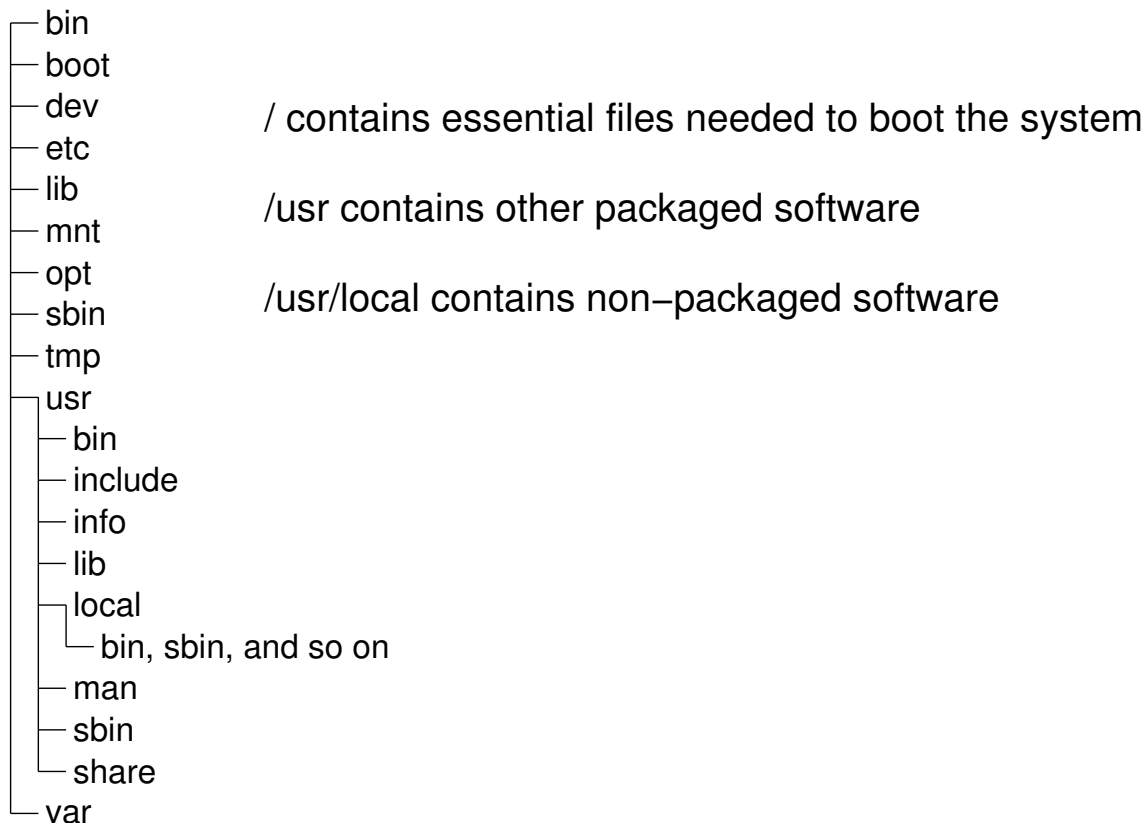 bin
boot
dev
/ contains essential files needed to boot the system
etc
lib
/usr contains other packaged software
mnt
opt
/usr/local contains non−packaged software
sbin
tmp
usr
bin
include
info
lib
local
bin, sbin, and so on
man
sbin
share
var